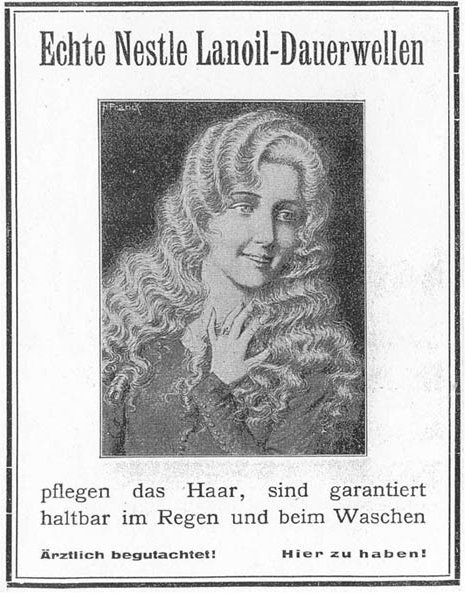 Echte Nestle Lanoil-Dauerwellen
H Frank
pflegen das Haar, sind garantiert
haltbar im Regen und beim Waschen
Ärztlich begutachtet! Hier zu haben!